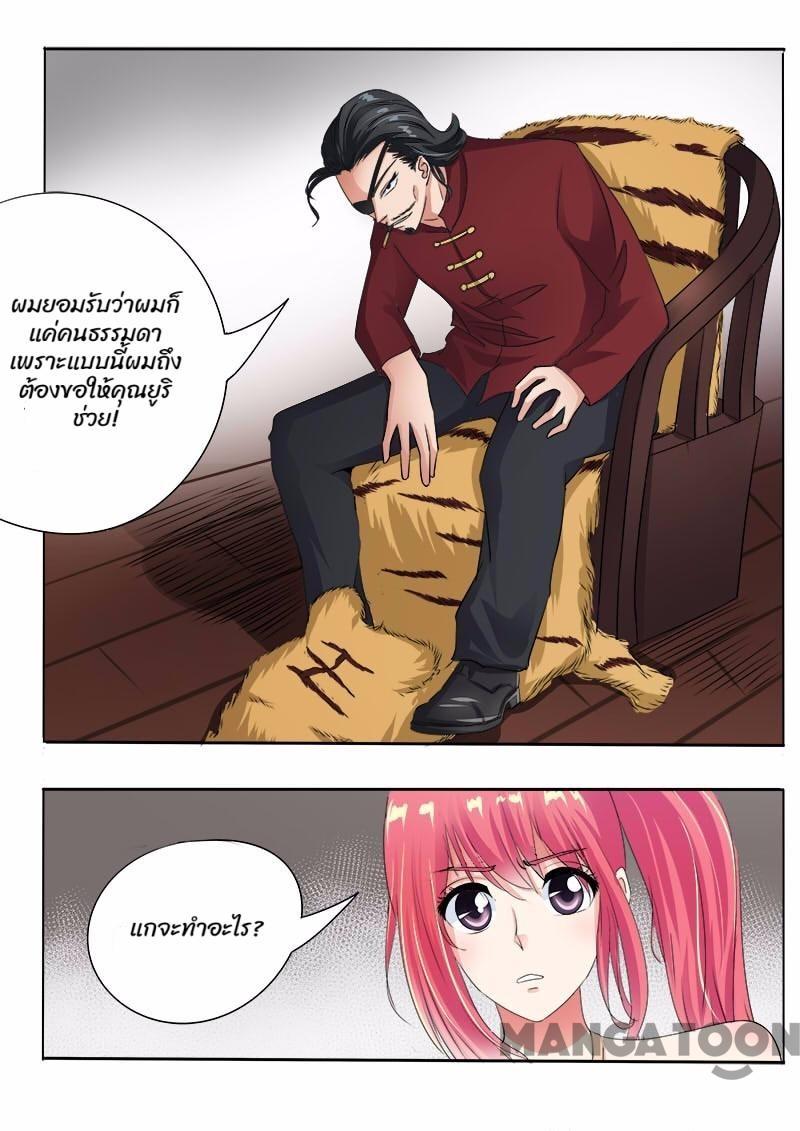 ผมยอมรับว่าผมก็
แค่คนธรรมดา
เพราะแบบนี้ผมถึง
ต้องขอให้คุณยูริ
ช่วย!
แกจะทำอะไร?
MANGATOON